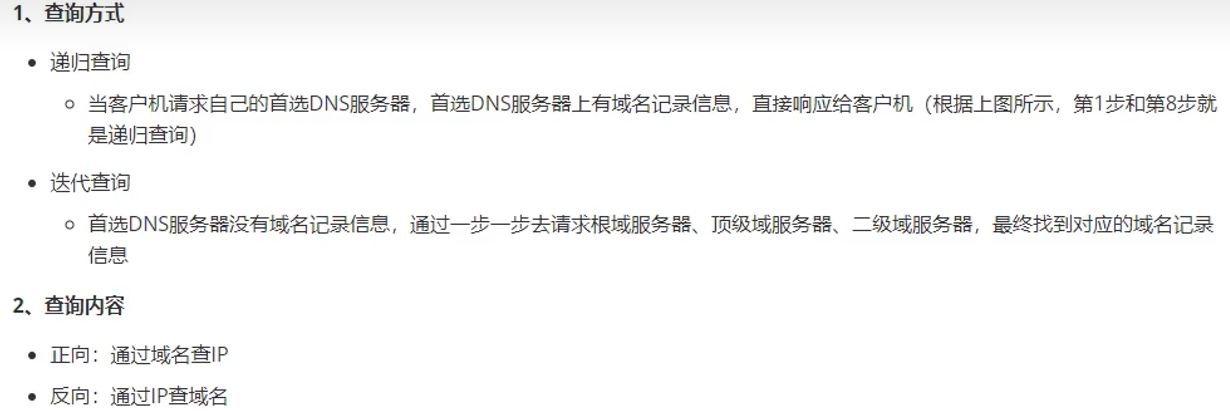 1、查询方式
• 递归查询
○ 当客户机请求自己的首选DNS服务器，首选DNS服务器上有域名记录信息，直接响应给客户机（根据上图所示，第1步和第8步就
是递归查询）
• 迭代查询
○ 首选DNS服务器没有域名记录信息，通过一步一步去请求根域服务器、顶级域服务器、二级域服务器，最终找到对应的域名记录
信息
2、查询内容
• 正向：通过域名查IP
• 反向：通过IP查域名